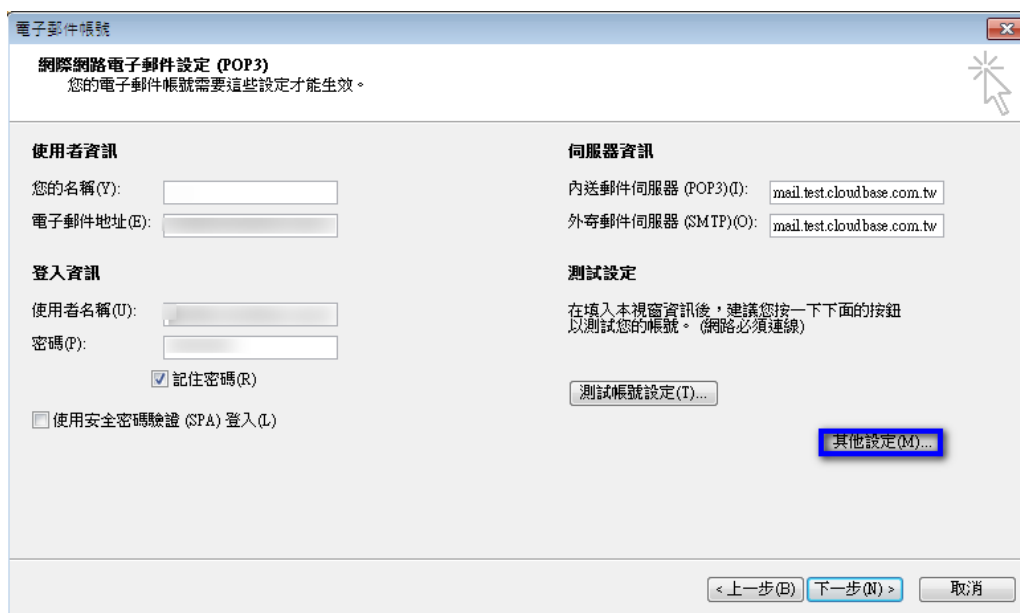 電子郵件帳號
網際網路電子郵件設定 (POP3)
您的電子郵件帳號需要這些設定才能生效。
使用者資訊
您的名稱(Y):
電子郵件地址(E):
登入資訊
使用者名稱(U):
密碼(P):
記住密碼(R)
使用安全密碼驗證 (SPA) 登入(L)
伺服器資訊
內送郵件伺服器 (POP3)(I): mail.test.cloudbase.com.tw
外寄郵件伺服器 (SMTP)(O): mail.test.cloudbase.com.tw
測試設定
在填入本視窗資訊後，建議您按一下下面的按鈕
以測試您的帳號。 (網路必須連線)
測試帳號設定(T)...
其他設定(M)...
< 上一步(B) 下一步(N) > 取消